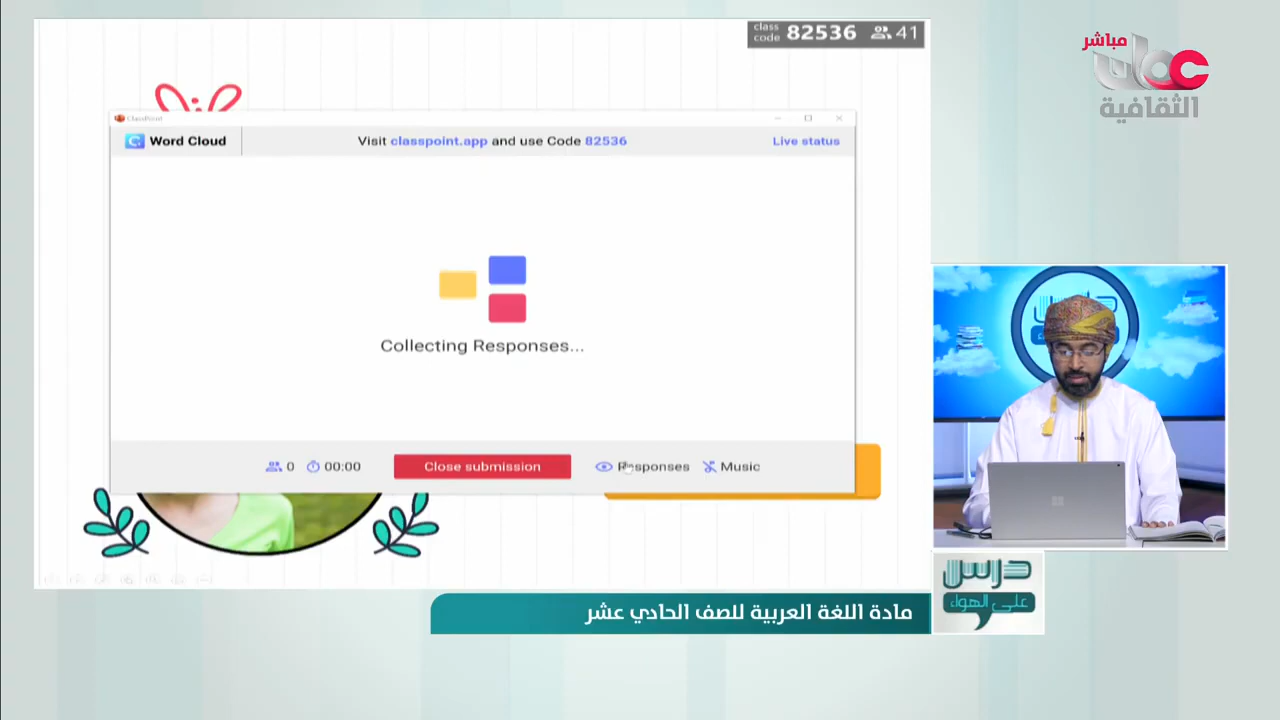 class code 82536 41
مباشر
عمان
الثقافية
ClassPoint
Word Cloud
Visit classpoint.app and use Code 82536
Live status
Collecting Responses...
0 00:00 Close submission Responses Music
درس
على الهواء
مادة اللغة العربية للصف الحادي عشر